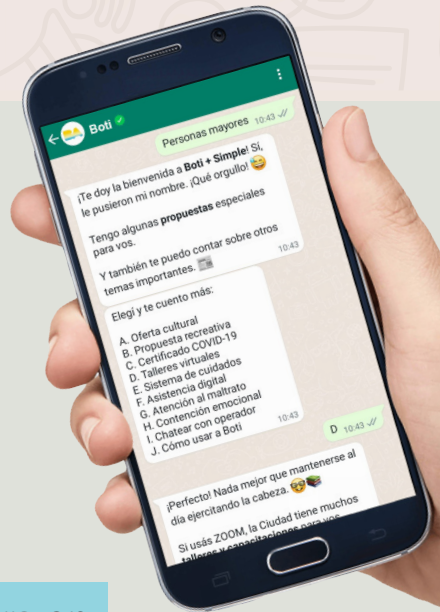 Boti
Personas mayores 10:43
¡Te doy la bienvenida a Boti + Simple! Sí,
le pusieron mi nombre. ¡Qué orgullo!
Tengo algunas propuestas especiales
para vos.
Y también te puedo contar sobre otros
temas importantes.
10:43
Elegí y te cuento más:
A. Oferta cultural
B. Propuesta recreativa
C. Certificado COVID-19
D. Talleres virtuales
E. Sistema de cuidados
F. Asistencia digital
G. Atención al maltrato
H. Contención emocional
I. Chatear con operador
J. Cómo usar a Boti
10:43
D 10:43
¡Perfecto! Nada mejor que mantenerse al
día ejercitando la cabeza.
Si usás ZOOM, la Ciudad tiene muchos
talleres y capacitaciones para vos